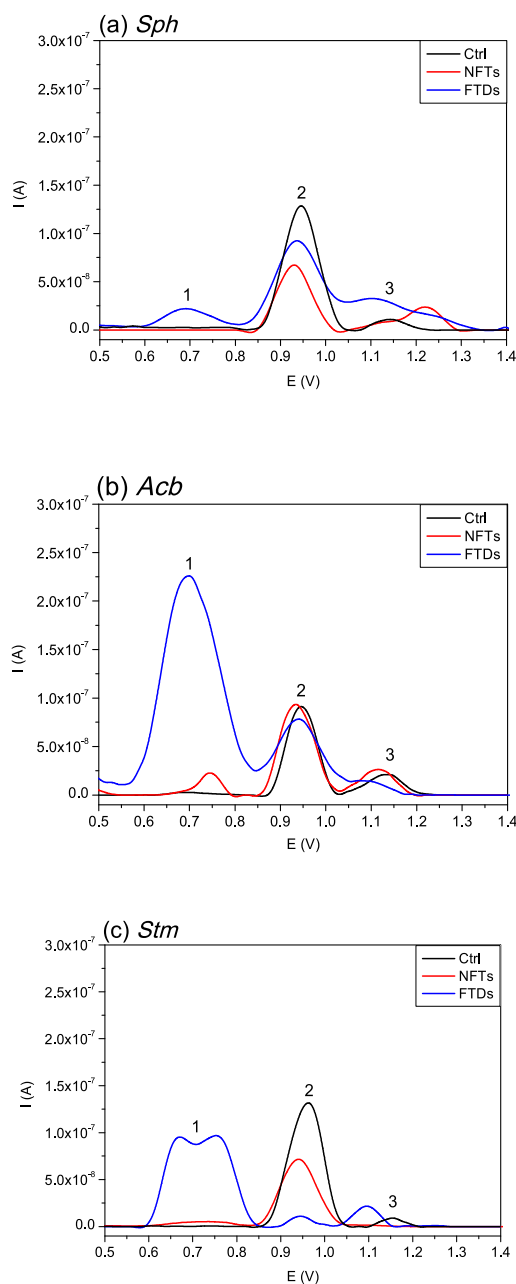 (a) Sph
3.0x10⁻⁷
2.5x10⁻⁷
2.0x10⁻⁷
1.5x10⁻⁷
1.0x10⁻⁷
5.0x10⁻⁸
0.0
I (A)
Ctrl
NFTs
FTDs
1
2
3
0.5 0.6 0.7 0.8 0.9 1.0 1.1 1.2 1.3 1.4
E (V)
(b) Acb
3.0x10⁻⁷
2.5x10⁻⁷
2.0x10⁻⁷
1.5x10⁻⁷
1.0x10⁻⁷
5.0x10⁻⁸
0.0
I (A)
Ctrl
NFTs
FTDs
1
2
3
0.5 0.6 0.7 0.8 0.9 1.0 1.1 1.2 1.3 1.4
E (V)
(c) Stm
3.0x10⁻⁷
2.5x10⁻⁷
2.0x10⁻⁷
1.5x10⁻⁷
1.0x10⁻⁷
5.0x10⁻⁸
0.0
I (A)
Ctrl
NFTs
FTDs
1
2
3
0.5 0.6 0.7 0.8 0.9 1.0 1.1 1.2 1.3 1.4
E (V)